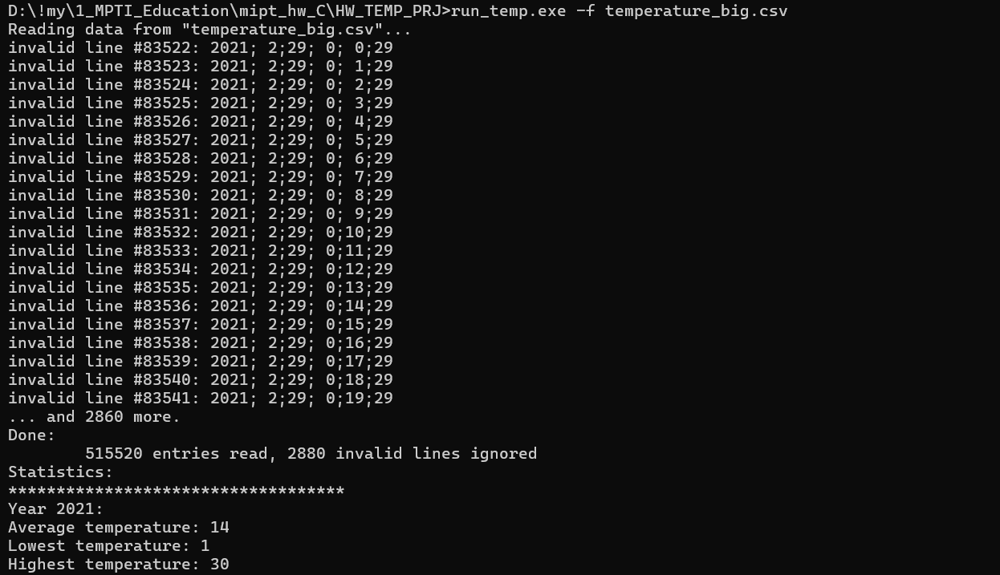 D:\!my\1_MPTI_Education\mipt_hw_C\HW_TEMP_PRJ>run_temp.exe -f temperature_big.csv
Reading data from "temperature_big.csv"...
invalid line #83522: 2021; 2;29; 0; 0;29
invalid line #83523: 2021; 2;29; 0; 1;29
invalid line #83524: 2021; 2;29; 0; 2;29
invalid line #83525: 2021; 2;29; 0; 3;29
invalid line #83526: 2021; 2;29; 0; 4;29
invalid line #83527: 2021; 2;29; 0; 5;29
invalid line #83528: 2021; 2;29; 0; 6;29
invalid line #83529: 2021; 2;29; 0; 7;29
invalid line #83530: 2021; 2;29; 0; 8;29
invalid line #83531: 2021; 2;29; 0; 9;29
invalid line #83532: 2021; 2;29; 0;10;29
invalid line #83533: 2021; 2;29; 0;11;29
invalid line #83534: 2021; 2;29; 0;12;29
invalid line #83535: 2021; 2;29; 0;13;29
invalid line #83536: 2021; 2;29; 0;14;29
invalid line #83537: 2021; 2;29; 0;15;29
invalid line #83538: 2021; 2;29; 0;16;29
invalid line #83539: 2021; 2;29; 0;17;29
invalid line #83540: 2021; 2;29; 0;18;29
invalid line #83541: 2021; 2;29; 0;19;29
... and 2860 more.
Done:
        515520 entries read, 2880 invalid lines ignored
Statistics:
***********************************
Year 2021:
Average temperature: 14
Lowest temperature: 1
Highest temperature: 30